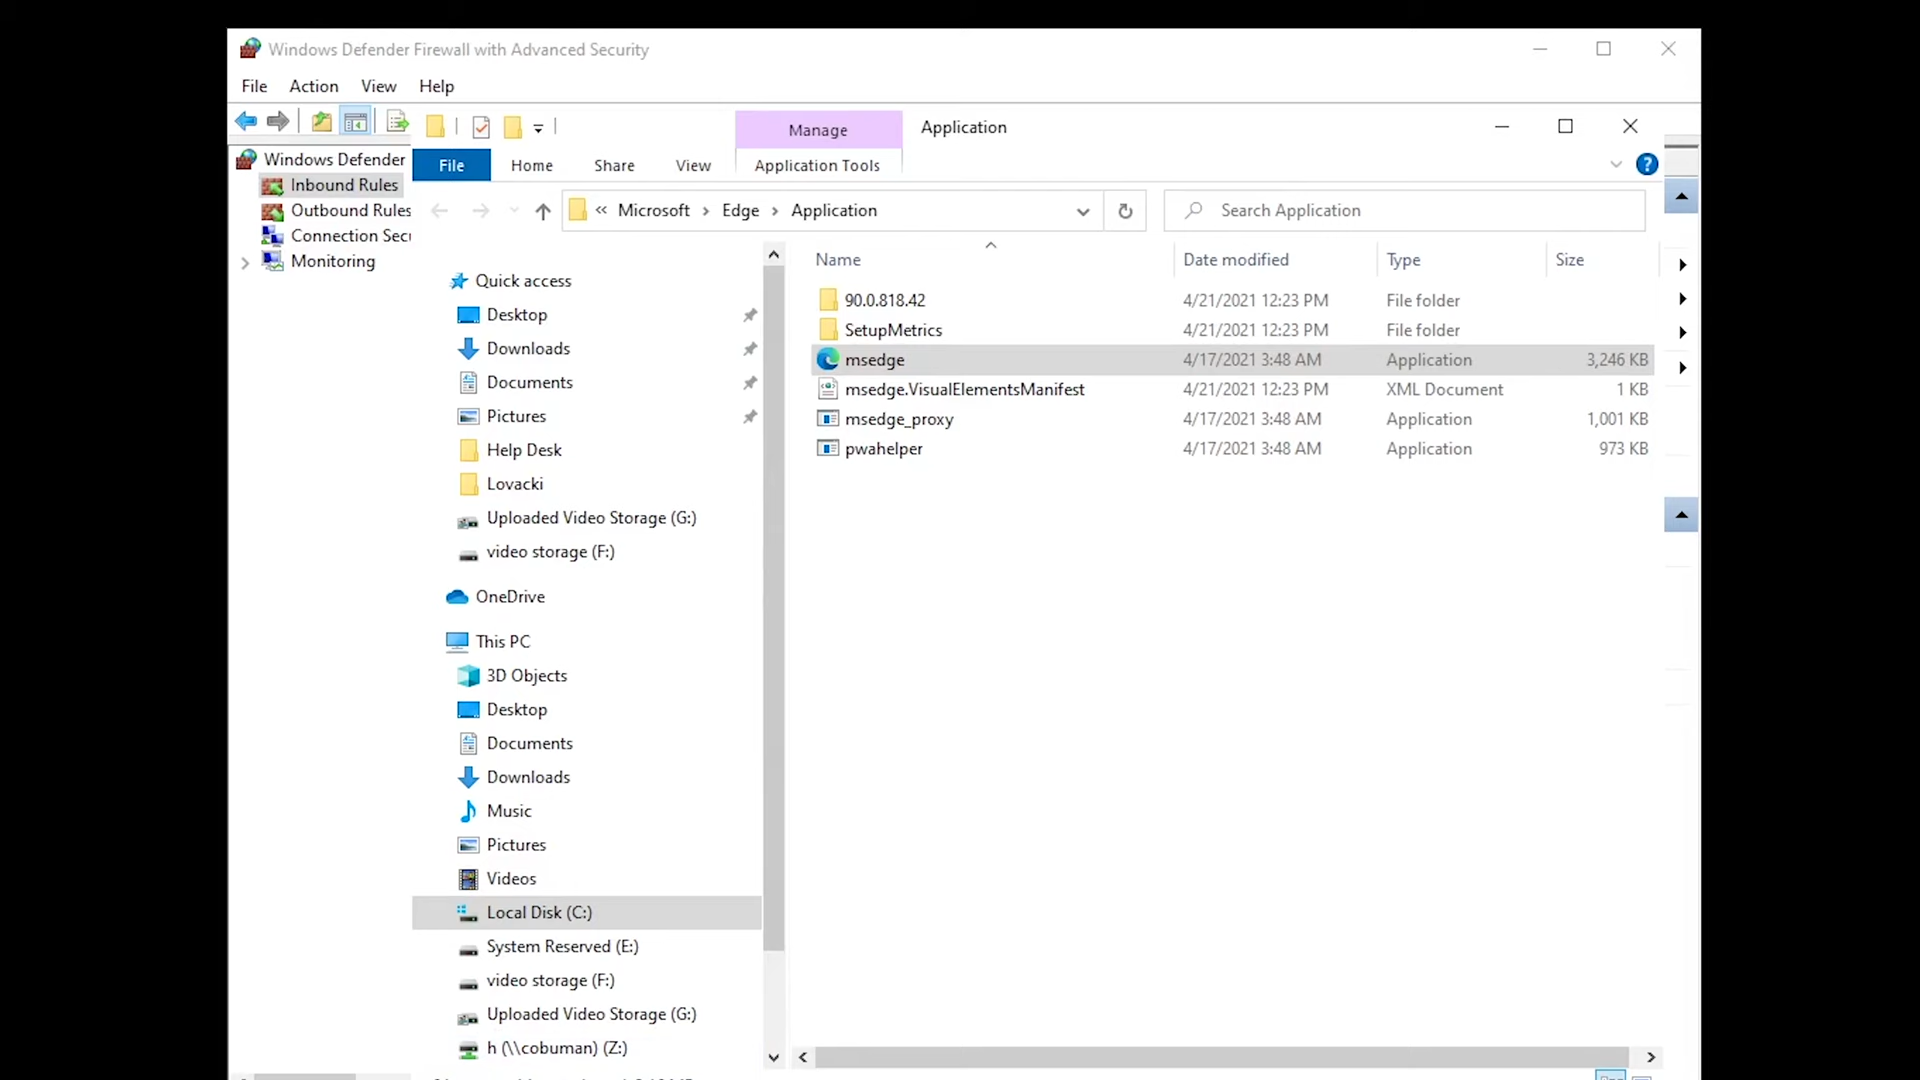 Windows Defender Firewall with Advanced Security
File Action View Help
Manage Application
File Home Share View Application Tools
Windows Defender
Inbound Rules
Outbound Rules
Connection Secu
Monitoring
« Microsoft › Edge › Application
Search Application
Name Date modified Type Size
90.0.818.42 4/21/2021 12:23 PM File folder
SetupMetrics 4/21/2021 12:23 PM File folder
msedge 4/17/2021 3:48 AM Application 3,246 KB
msedge.VisualElementsManifest 4/21/2021 12:23 PM XML Document 1 KB
msedge_proxy 4/17/2021 3:48 AM Application 1,001 KB
pwahelper 4/17/2021 3:48 AM Application 973 KB
Quick access
Desktop
Downloads
Documents
Pictures
Help Desk
Lovacki
Uploaded Video Storage (G:)
video storage (F:)
OneDrive
This PC
3D Objects
Desktop
Documents
Downloads
Music
Pictures
Videos
Local Disk (C:)
System Reserved (E:)
video storage (F:)
Uploaded Video Storage (G:)
h (\\cobuman) (Z:)